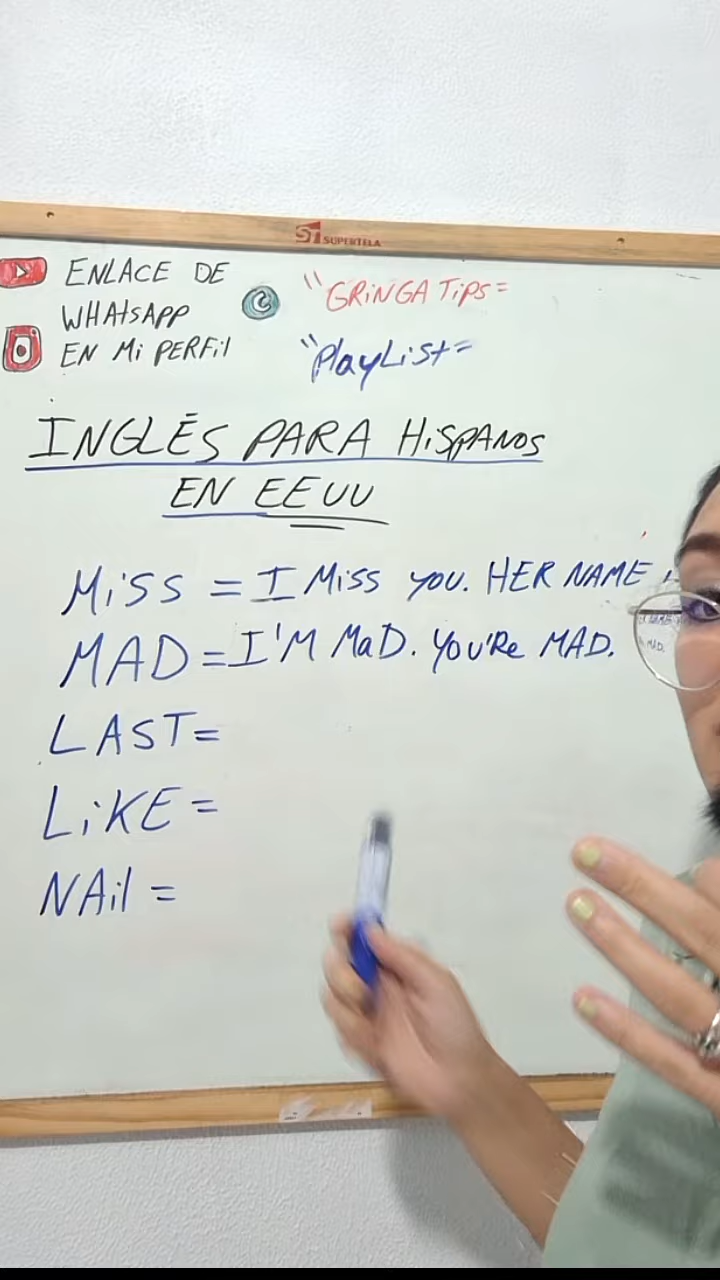 ST SUPERTELA
ENLACE DE
WHAtSAPP
EN Mi PERFil
"GRiNGA TiPS=
"PlayList=
INGLÉS PARA HiSPANOS
EN EEUU
MiSS = I MiSS YOU. HER NAME
MAD = I'M MaD. YOU'Re MAD.
LAST=
LiKE =
NAil =